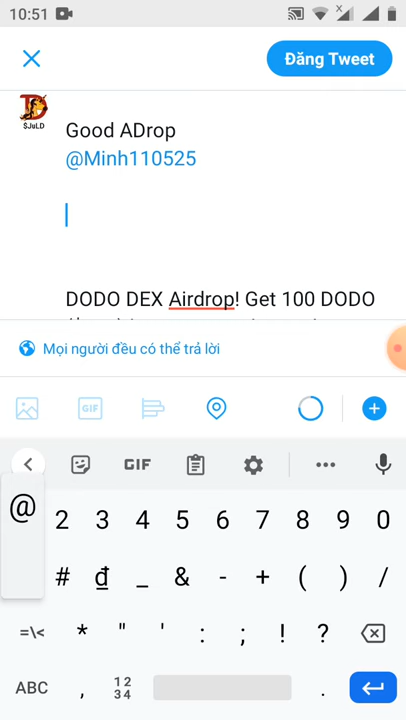 10:51
Đăng Tweet
$JuLD
Good ADrop
@Minh110525
DODO DEX Airdrop! Get 100 DODO
Mọi người đều có thể trả lời
GIF
GIF
@ 2 3 4 5 6 7 8 9 0
# ₫ _ & - + ( ) /
=\< * " ' : ; ! ?
ABC , 12 .
34